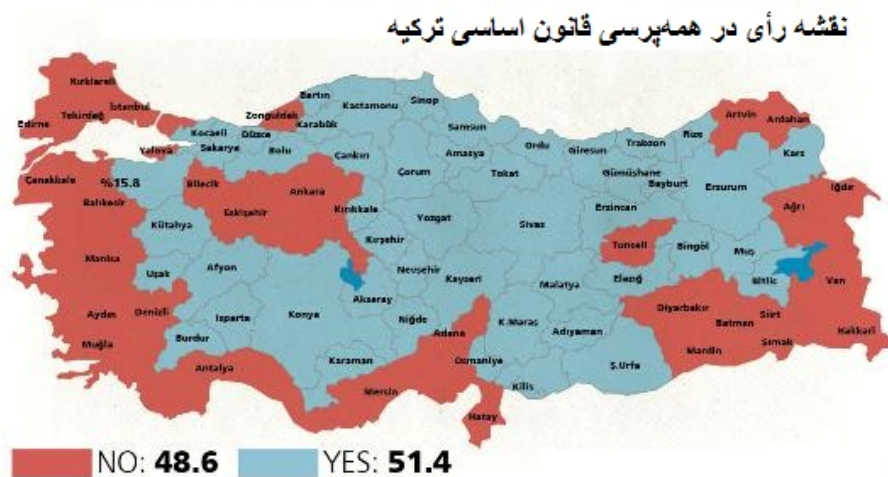 نقشه رأی در همه‌پرسی قانون اساسی ترکیه
Kırklareli
Edirne Tekirdağ İstanbul
Yalova Kocaeli Sakarya Düzce Bolu
Zonguldak Bartın Karabük Kastamonu Sinop
Çankırı Çorum Samsun Amasya Tokat
Ordu Giresun Trabzon Rize Artvin Ardahan
Gümüşhane Bayburt Erzurum Kars
Çanakkale %15.8 Bilecik Ankara
Balıkesir Eskişehir Kırıkkale Yozgat Sivas Erzincan Ağrı Iğdır
Kütahya Kırşehir Tunceli Bingöl Muş
Manisa Uşak Afyon Nevşehir Kayseri Malatya Elazığ Bitlis Van
Aydın Denizli Isparta Konya Aksaray Niğde K.Maraş Adıyaman Diyarbakır Batman Siirt
Muğla Burdur Antalya Karaman Adana Osmaniye Ş.Urfa Mardin Şırnak Hakkari
Mersin Kilis
Hatay
NO: 48.6 YES: 51.4